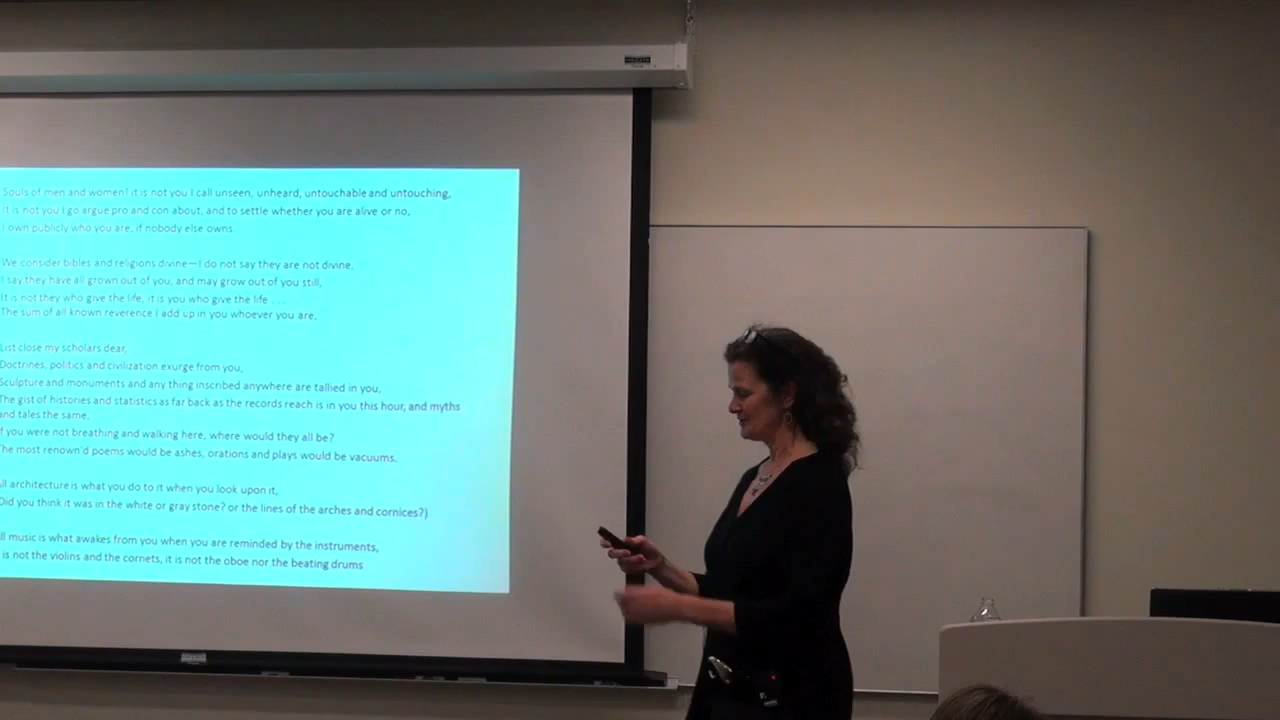 Souls of men and women! it is not you I call unseen, unheard, untouchable and untouching,
It is not you I go argue pro and con about, and to settle whether you are alive or no,
I own publicly who you are, if nobody else owns.
We consider bibles and religions divine—I do not say they are not divine,
I say they have all grown out of you, and may grow out of you still,
It is not they who give the life, it is you who give the life . . .
The sum of all known reverence I add up in you whoever you are,
List close my scholars dear,
Doctrines, politics and civilization exurge from you,
Sculpture and monuments and any thing inscribed anywhere are tallied in you,
The gist of histories and statistics as far back as the records reach is in you this hour, and myths
and tales the same,
f you were not breathing and walking here, where would they all be?
The most renown'd poems would be ashes, orations and plays would be vacuums.
ll architecture is what you do to it when you look upon it,
Did you think it was in the white or gray stone? or the lines of the arches and cornices?)
ll music is what awakes from you when you are reminded by the instruments,
is not the violins and the cornets, it is not the oboe nor the beating drums